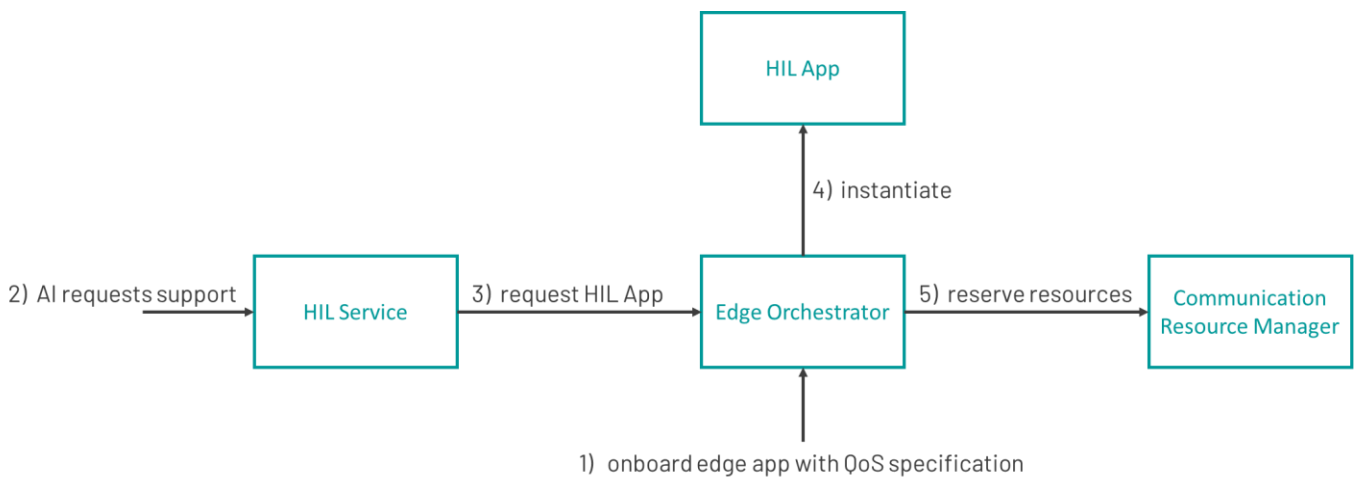 HIL App
4) instantiate
2) AI requests support
HIL Service
3) request HIL App
Edge Orchestrator
5) reserve resources
Communication
Resource Manager
1) onboard edge app with QoS specification